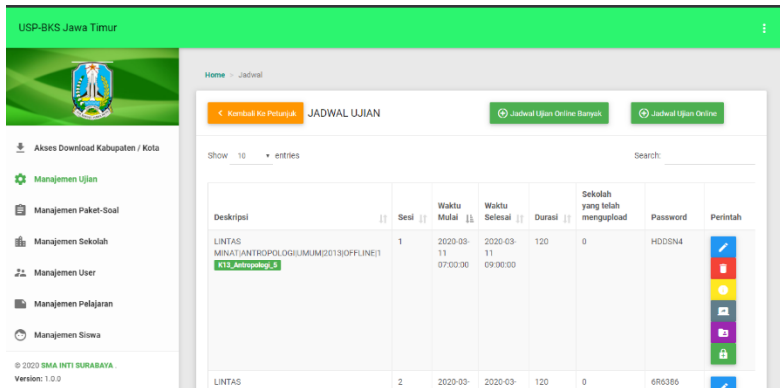 USP-BKS Jawa Timur
Home > Jadwal
Kembali Ke Petunjuk
JADWAL UJIAN
Jadwal Ujian Online Banyak
Jadwal Ujian Online
Akses Download Kabupaten / Kota
Manajemen Ujian
Manajemen Paket-Soal
Manajemen Sekolah
Manajemen User
Manajemen Pelajaran
Manajemen Siswa
© 2020 SMA INTI SURABAYA .
Version: 1.0.0
Show 10 entries
Search:
Deskripsi
Sesi
Waktu
Mulai
Waktu
Selesai
Durasi
Sekolah
yang telah
mengupload
Password
Perintah
LINTAS
MINAT|ANTROPOLOGI|UMUM|2013|OFFLINE|1
K13_Antropologi_5
1
2020-03-
11
07:00:00
2020-03-
11
09:00:00
120
0
HDDSN4
LINTAS
2
2020-03-
2020-03-
120
0
6R6386